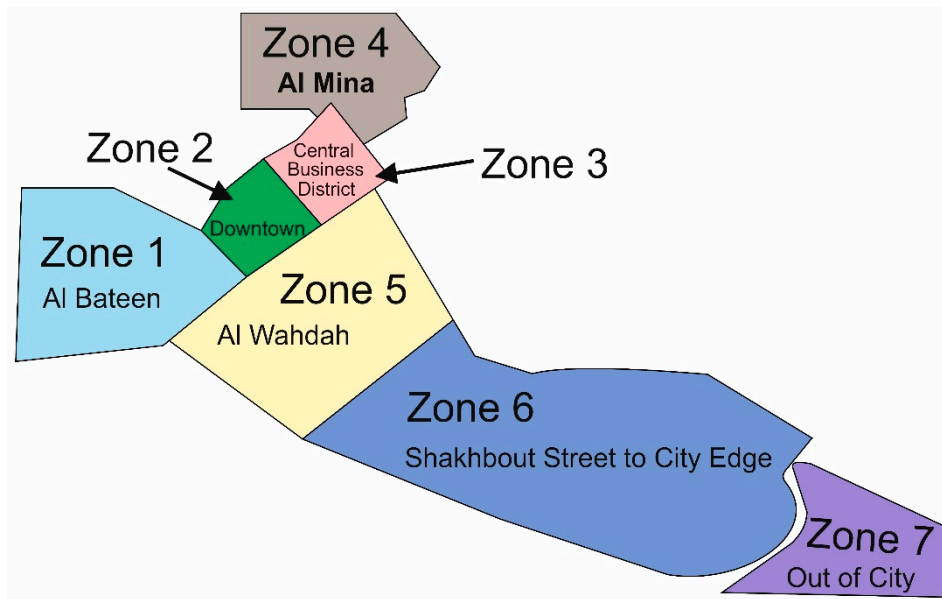 Zone 4
Al Mina
Zone 2
Central
Business
District
Zone 3
Downtown
Zone 1
Al Bateen
Zone 5
Al Wahdah
Zone 6
Shakhbout Street to City Edge
Zone 7
Out of City